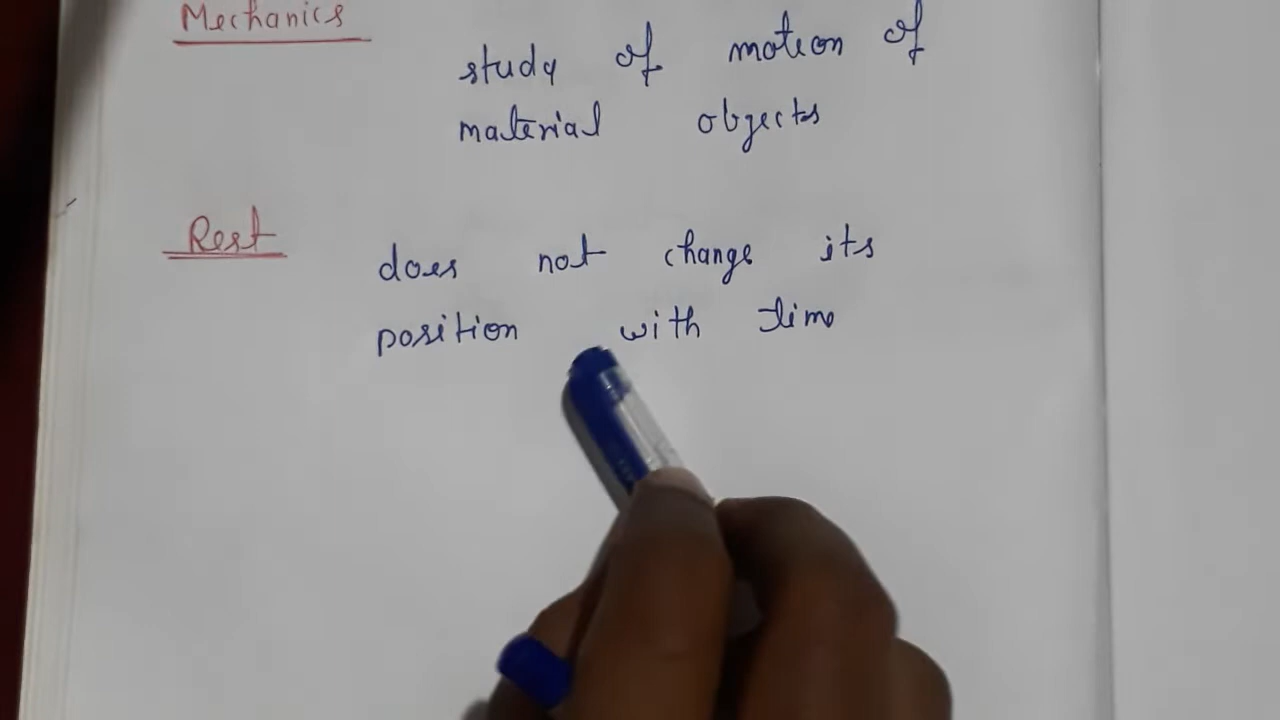 Mechanics
study of motion of
material objects
Rest
does not change its
position with time